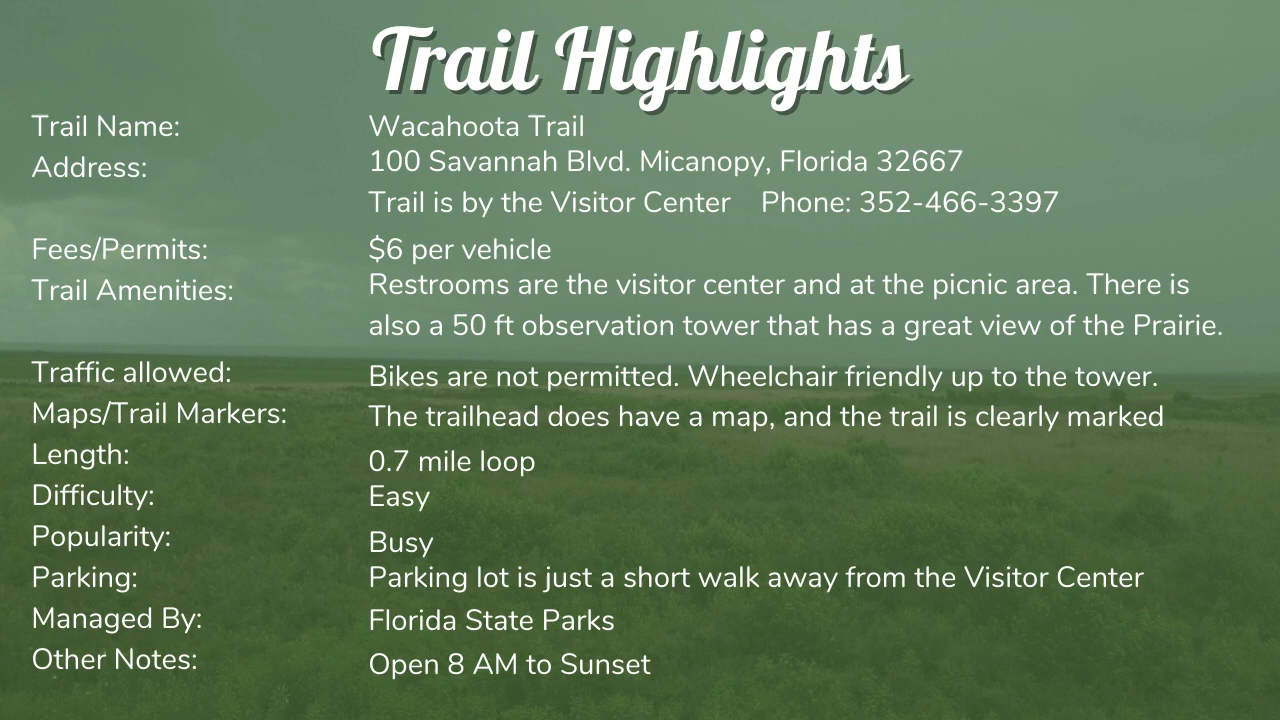 Trail Highlights
Trail Name: Wacahoota Trail
Address: 100 Savannah Blvd. Micanopy, Florida 32667
Trail is by the Visitor Center Phone: 352-466-3397
Fees/Permits: $6 per vehicle
Trail Amenities: Restrooms are the visitor center and at the picnic area. There is
also a 50 ft observation tower that has a great view of the Prairie.
Traffic allowed: Bikes are not permitted. Wheelchair friendly up to the tower.
Maps/Trail Markers: The trailhead does have a map, and the trail is clearly marked
Length: 0.7 mile loop
Difficulty: Easy
Popularity: Busy
Parking: Parking lot is just a short walk away from the Visitor Center
Managed By: Florida State Parks
Other Notes: Open 8 AM to Sunset